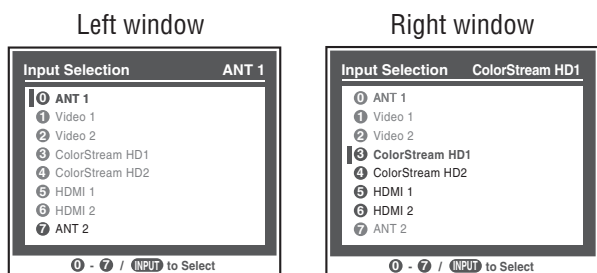 Left window
Input Selection ANT 1
0 ANT 1
1 Video 1
2 Video 2
3 ColorStream HD1
4 ColorStream HD2
5 HDMI 1
6 HDMI 2
7 ANT 2
0 - 7 / INPUT to Select
Right window
Input Selection ColorStream HD1
0 ANT 1
1 Video 1
2 Video 2
3 ColorStream HD1
4 ColorStream HD2
5 HDMI 1
6 HDMI 2
7 ANT 2
0 - 7 / INPUT to Select